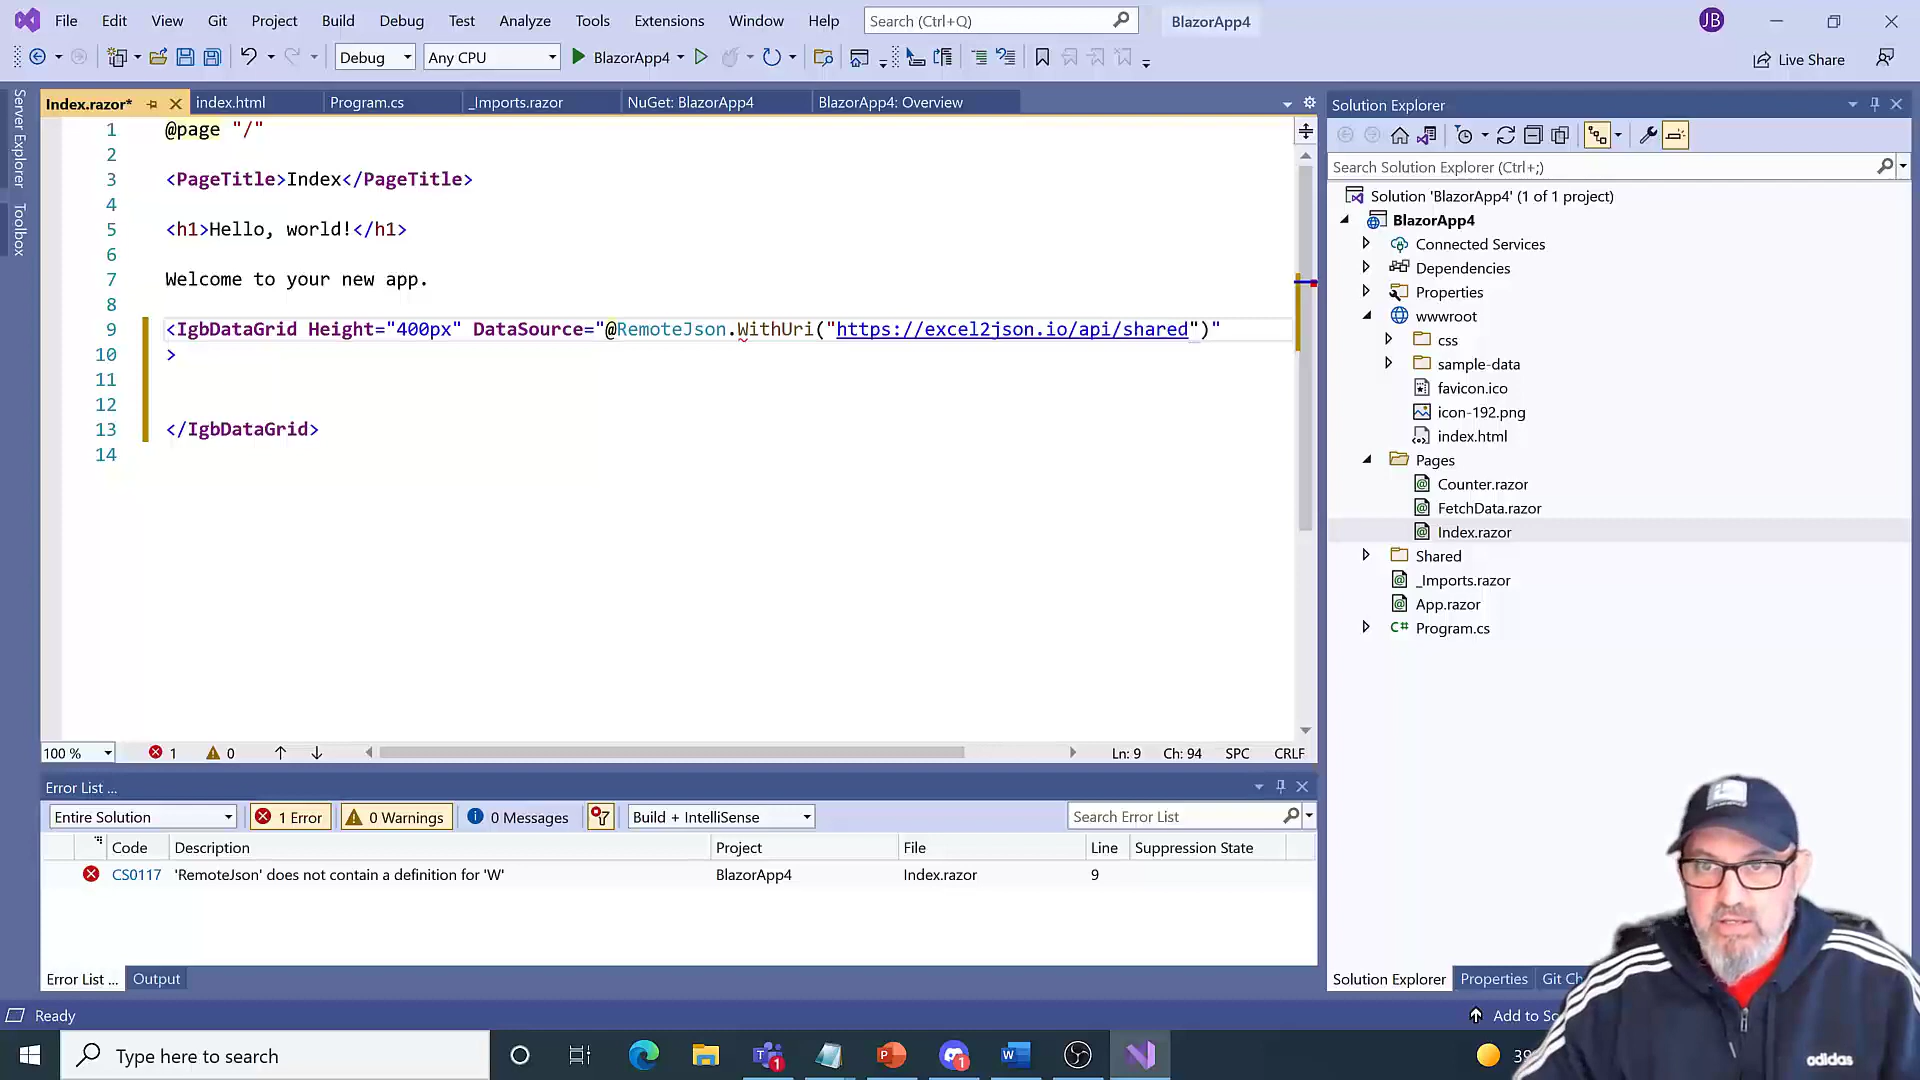 File Edit View Git Project Build Debug Test Analyze Tools Extensions Window Help Search (Ctrl+Q) BlazorApp4 JB
Debug Any CPU BlazorApp4 Live Share
Server Explorer
Toolbox
Index.razor* index.html Program.cs _Imports.razor NuGet: BlazorApp4 BlazorApp4: Overview
1 @page "/"
2
3 <PageTitle>Index</PageTitle>
4
5 <h1>Hello, world!</h1>
6
7 Welcome to your new app.
8
9 <IgbDataGrid Height="400px" DataSource="@RemoteJson.WithUri("https://excel2json.io/api/shared")"
10 >
11
12
13 </IgbDataGrid>
14
100 % 1 0 Ln: 9 Ch: 94 SPC CRLF
Error List ...
Entire Solution 1 Error 0 Warnings 0 Messages Build + IntelliSense Search Error List
Code Description Project File Line Suppression State
CS0117 'RemoteJson' does not contain a definition for 'W' BlazorApp4 Index.razor 9
Error List ... Output
Solution Explorer
Search Solution Explorer (Ctrl+;)
Solution 'BlazorApp4' (1 of 1 project)
BlazorApp4
Connected Services
Dependencies
Properties
wwwroot
css
sample-data
favicon.ico
icon-192.png
index.html
Pages
Counter.razor
FetchData.razor
Index.razor
Shared
_Imports.razor
App.razor
C# Program.cs
Solution Explorer Properties Git Ch
Ready Add to So
Type here to search 1 1 39
adidas